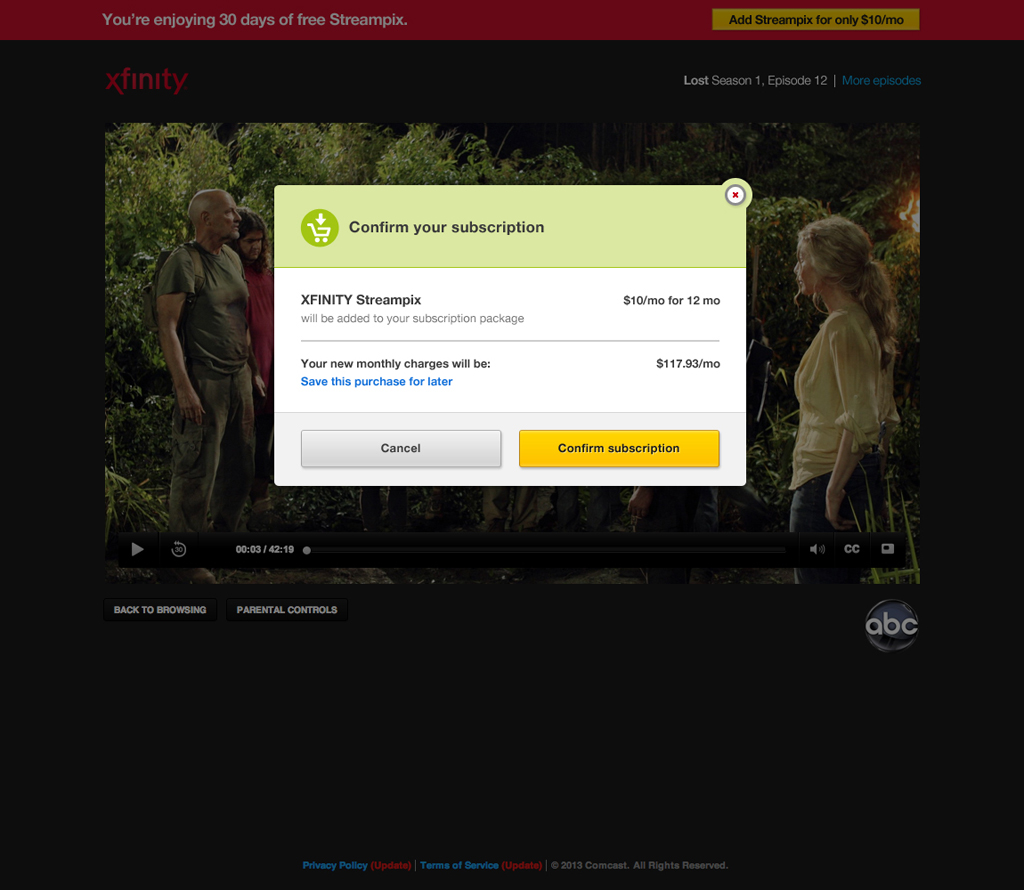 You're enjoying 30 days of free Streampix.
Add Streampix for only $10/mo
xfinity
Lost Season 1, Episode 12 | More episodes
Confirm your subscription
XFINITY Streampix
$10/mo for 12 mo
will be added to your subscription package
Your new monthly charges will be:
$117.93/mo
Save this purchase for later
Cancel
Confirm subscription
30
00:03 / 42:19
CC
BACK TO BROWSING
PARENTAL CONTROLS
abc
Privacy Policy (Update) | Terms of Service (Update) | © 2013 Comcast. All Rights Reserved.